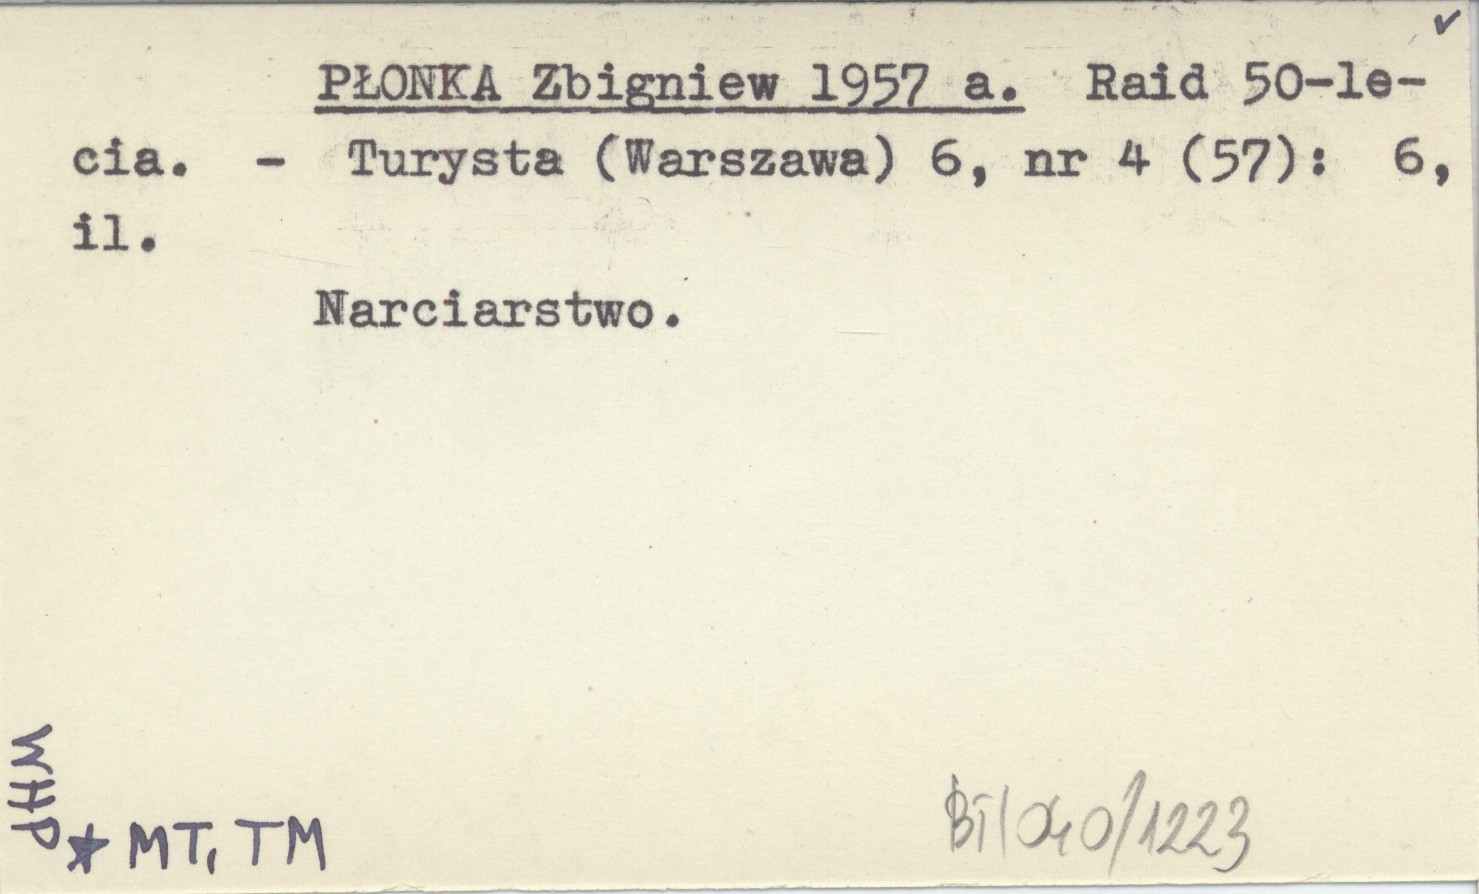 PŁONKA Zbigniew 1957 a. Raid 50-le-
cia. - Turysta (Warszawa) 6, nr 4 (57): 6,
il.
Narciarstwo.
WHP
* MT, TM
BT/040/1223